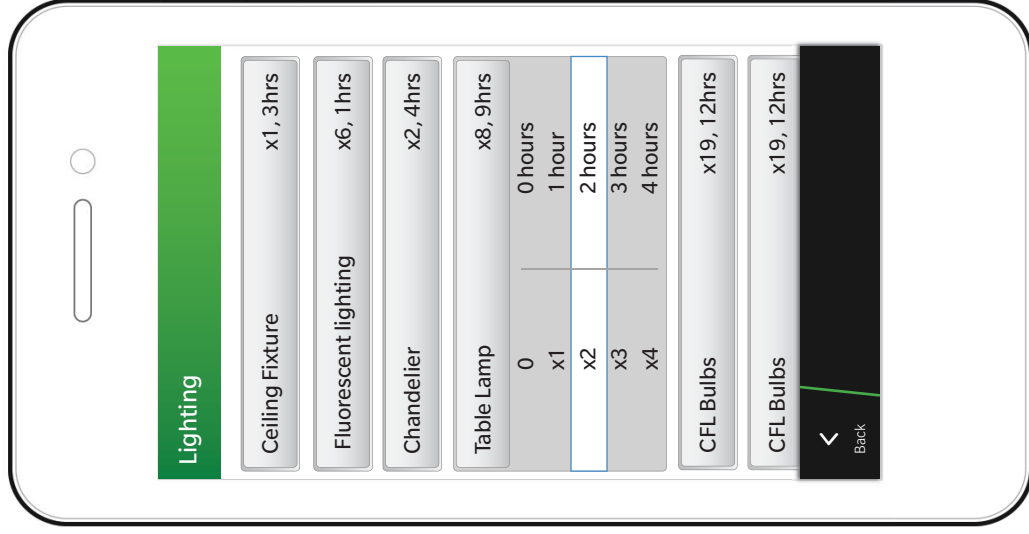 Lighting
Ceiling Fixture x1, 3hrs
Fluorescent lighting x6, 1hrs
Chandelier x2, 4hrs
Table Lamp x8, 9hrs
0 0 hours
x1 1 hour
x2 2 hours
x3 3 hours
x4 4 hours
CFL Bulbs x19, 12hrs
CFL Bulbs x19, 12hrs
Back